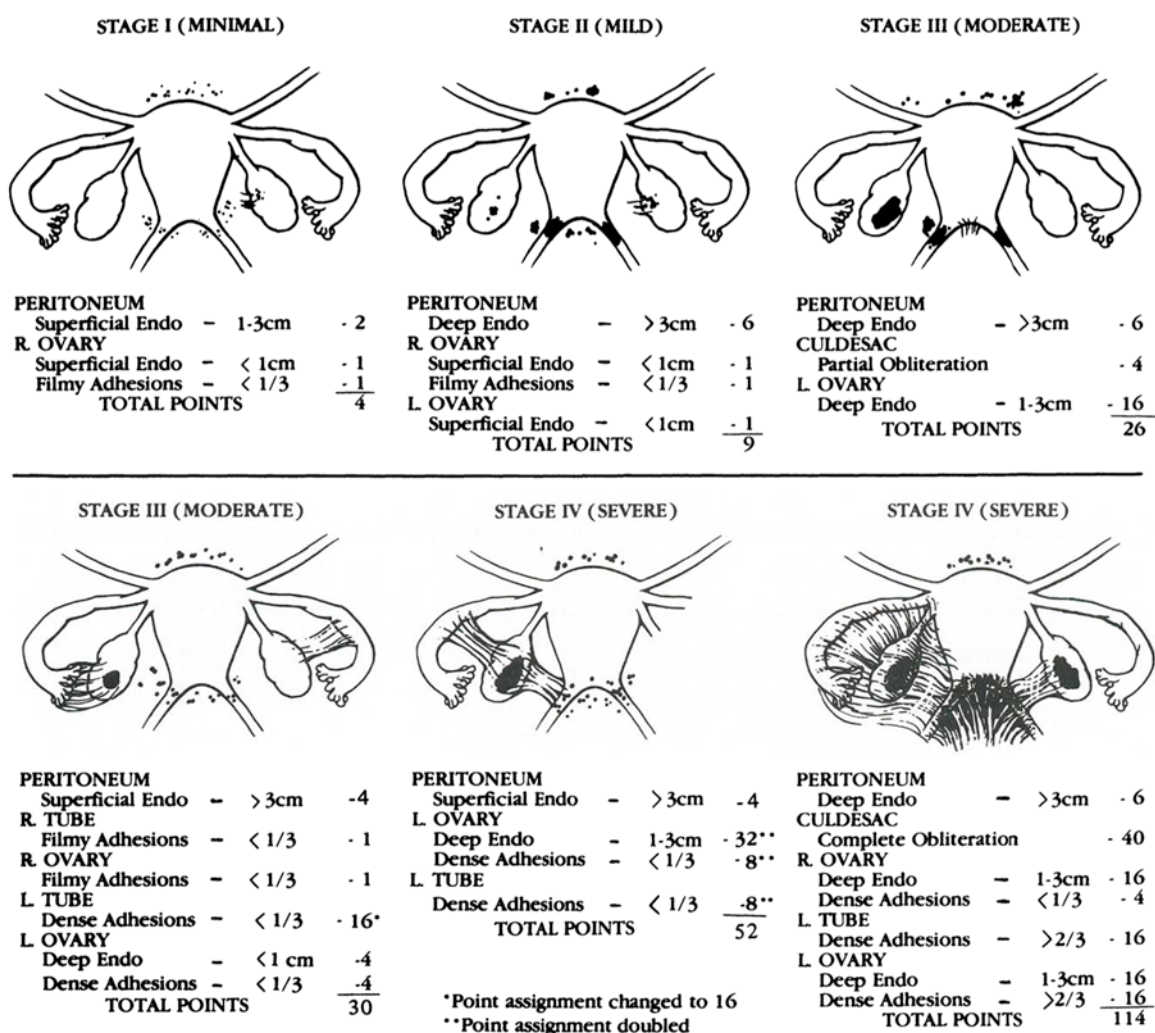 STAGE I (MINIMAL)
PERITONEUM
Superficial Endo – 1-3cm - 2
R. OVARY
Superficial Endo – < 1cm - 1
Filmy Adhesions – < 1/3 - 1
TOTAL POINTS 4
STAGE II (MILD)
PERITONEUM
Deep Endo – > 3cm - 6
R. OVARY
Superficial Endo – < 1cm - 1
Filmy Adhesions – < 1/3 - 1
L. OVARY
Superficial Endo – <1cm - 1
TOTAL POINTS 9
STAGE III (MODERATE)
PERITONEUM
Deep Endo – >3cm - 6
CULDESAC
Partial Obliteration - 4
L. OVARY
Deep Endo – 1-3cm - 16
TOTAL POINTS 26
STAGE III (MODERATE)
PERITONEUM
Superficial Endo – >3cm -4
R. TUBE
Filmy Adhesions – < 1/3 - 1
R. OVARY
Filmy Adhesions – < 1/3 - 1
L. TUBE
Dense Adhesions – < 1/3 - 16*
L. OVARY
Deep Endo – <1 cm -4
Dense Adhesions – < 1/3 -4
TOTAL POINTS 30
STAGE IV (SEVERE)
PERITONEUM
Superficial Endo – >3cm -4
L. OVARY
Deep Endo – 1-3cm - 32**
Dense Adhesions – < 1/3 - 8**
L. TUBE
Dense Adhesions – < 1/3 -8**
TOTAL POINTS 52
*Point assignment changed to 16
**Point assignment doubled
STAGE IV (SEVERE)
PERITONEUM
Deep Endo – >3cm - 6
CULDESAC
Complete Obliteration - 40
R. OVARY
Deep Endo – 1-3cm - 16
Dense Adhesions – <1/3 - 4
L. TUBE
Dense Adhesions – >2/3 - 16
L. OVARY
Deep Endo – 1-3cm - 16
Dense Adhesions – >2/3 - 16
TOTAL POINTS 114